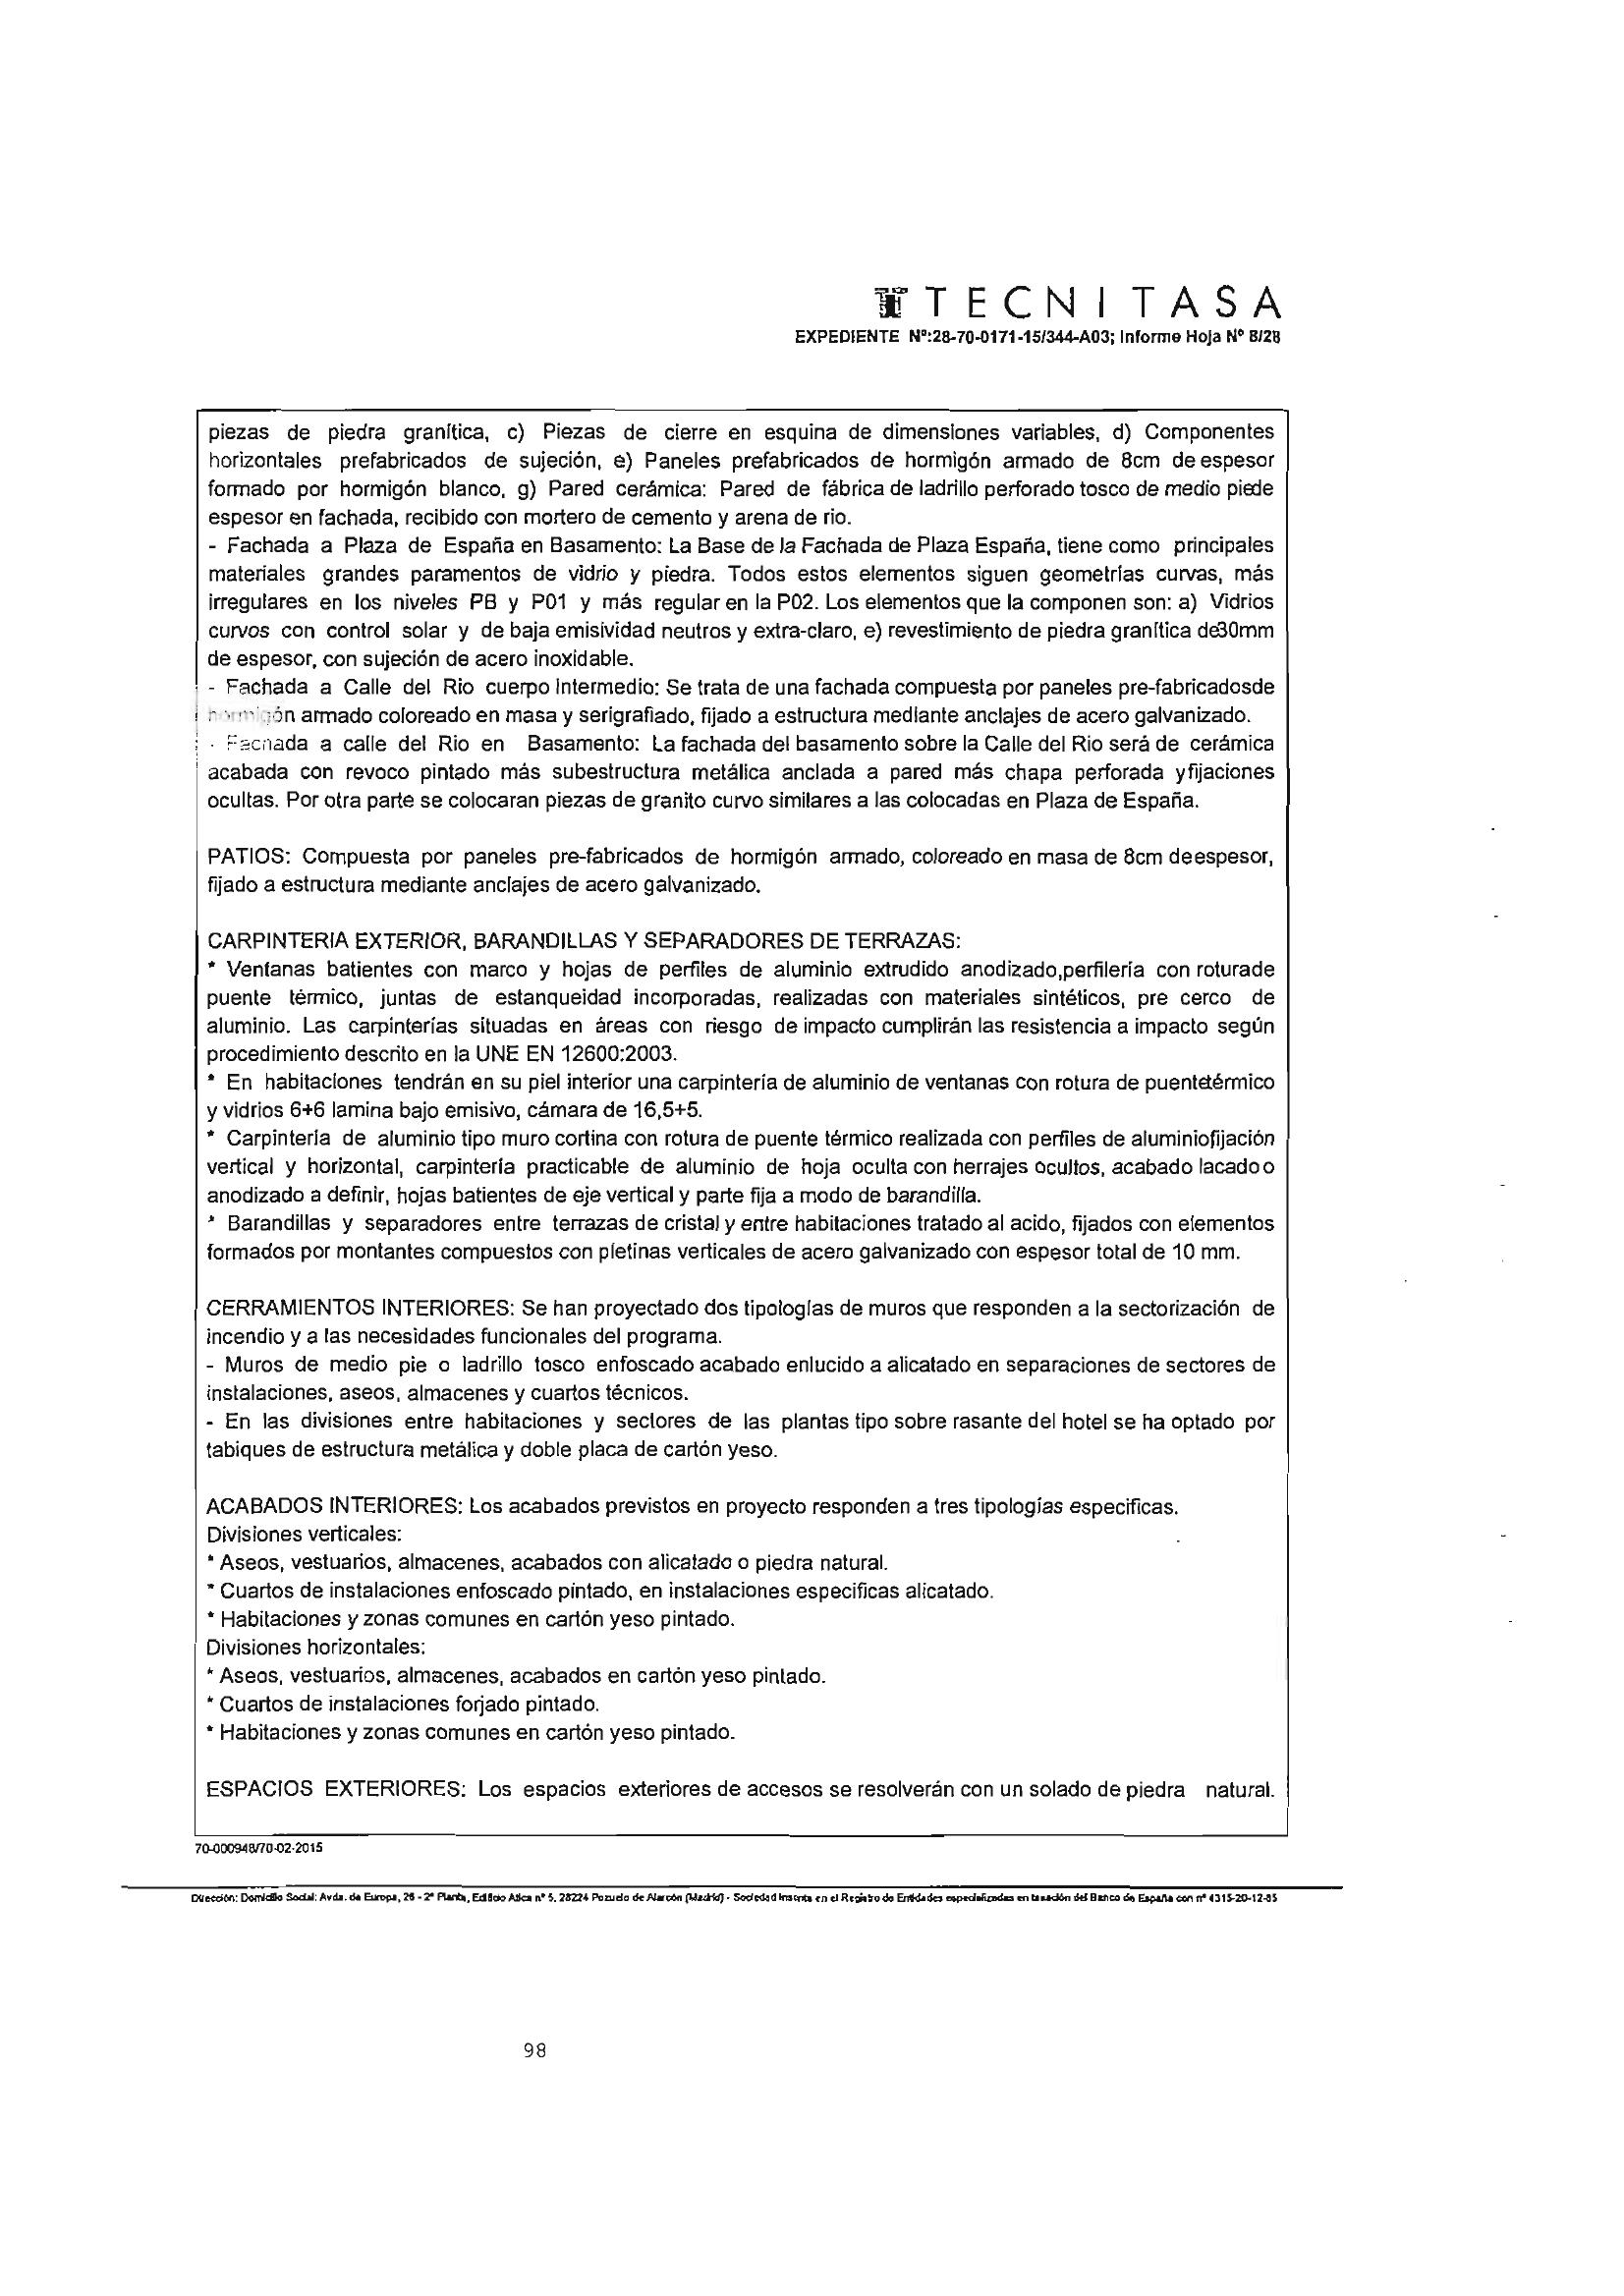 TECNITASA
EXPEDIENTE Nº:28-70-0171-15/344-A03; Informe Hoja Nº 8/28
piezas de piedra granítica, c) Piezas de cierre en esquina de dimensiones variables, d) Componentes
horizontales prefabricados de sujeción, e) Paneles prefabricados de hormigón armado de 8cm de espesor
formado por hormigón blanco, g) Pared cerámica: Pared de fábrica de ladrillo perforado tosco de medio piede
espesor en fachada, recibido con mortero de cemento y arena de rio.
- Fachada a Plaza de España en Basamento: La Base de la Fachada de Plaza España, tiene como principales
materiales grandes paramentos de vidrio y piedra. Todos estos elementos siguen geometrías curvas, más
irregulares en los niveles PB y P01 y más regular en la P02. Los elementos que la componen son: a) Vidrios
curvos con control solar y de baja emisividad neutros y extra-claro, e) revestimiento de piedra granítica de30mm
de espesor, con sujeción de acero inoxidable.
- Fachada a Calle del Rio cuerpo Intermedio: Se trata de una fachada compuesta por paneles pre-fabricadosde
hormigón armado coloreado en masa y serigrafiado, fijado a estructura mediante anclajes de acero galvanizado.
- Fachada a calle del Rio en Basamento: La fachada del basamento sobre la Calle del Rio será de cerámica
acabada con revoco pintado más subestructura metálica anclada a pared más chapa perforada yfijaciones
ocultas. Por otra parte se colocaran piezas de granito curvo similares a las colocadas en Plaza de España.
PATIOS: Compuesta por paneles pre-fabricados de hormigón armado, coloreado en masa de 8cm deespesor,
fijado a estructura mediante anclajes de acero galvanizado.
CARPINTERIA EXTERIOR, BARANDILLAS Y SEPARADORES DE TERRAZAS:
* Ventanas batientes con marco y hojas de perfiles de aluminio extrudido anodizado,perfilería con roturade
puente térmico, juntas de estanqueidad incorporadas, realizadas con materiales sintéticos, pre cerco de
aluminio. Las carpinterías situadas en áreas con riesgo de impacto cumplirán las resistencia a impacto según
procedimiento descrito en la UNE EN 12600:2003.
* En habitaciones tendrán en su piel interior una carpintería de aluminio de ventanas con rotura de puentetérmico
y vidrios 6+6 lamina bajo emisivo, cámara de 16,5+5.
* Carpintería de aluminio tipo muro cortina con rotura de puente térmico realizada con perfiles de aluminiofijación
vertical y horizontal, carpintería practicable de aluminio de hoja oculta con herrajes ocultos, acabado lacadoo
anodizado a definir, hojas batientes de eje vertical y parte fija a modo de barandilla.
* Barandillas y separadores entre terrazas de cristal y entre habitaciones tratado al acido, fijados con elementos
formados por montantes compuestos con pletinas verticales de acero galvanizado con espesor total de 10 mm.
CERRAMIENTOS INTERIORES: Se han proyectado dos tipologías de muros que responden a la sectorización de
incendio y a las necesidades funcionales del programa.
- Muros de medio pie o ladrillo tosco enfoscado acabado enlucido a alicatado en separaciones de sectores de
instalaciones, aseos, almacenes y cuartos técnicos.
- En las divisiones entre habitaciones y sectores de las plantas tipo sobre rasante del hotel se ha optado por
tabiques de estructura metálica y doble placa de cartón yeso.
ACABADOS INTERIORES: Los acabados previstos en proyecto responden a tres tipologías especificas.
Divisiones verticales:
* Aseos, vestuarios, almacenes, acabados con alicatado o piedra natural.
* Cuartos de instalaciones enfoscado pintado, en instalaciones especificas alicatado.
* Habitaciones y zonas comunes en cartón yeso pintado.
Divisiones horizontales:
* Aseos, vestuarios, almacenes, acabados en cartón yeso pintado.
* Cuartos de instalaciones forjado pintado.
* Habitaciones y zonas comunes en cartón yeso pintado.
ESPACIOS EXTERIORES: Los espacios exteriores de accesos se resolverán con un solado de piedra natural.
70-000948/70-02-2015
Dirección: Domicilio Social: Avda. de Europa, 26 - 2ª Planta, Edificio Atica nº 5. 28224 Pozuelo de Alarcón (Madrid) - Sociedad Inscrita en el Registro de Entidades especializadas en tasación del Banco de España con nº 4315-20-12-85
98